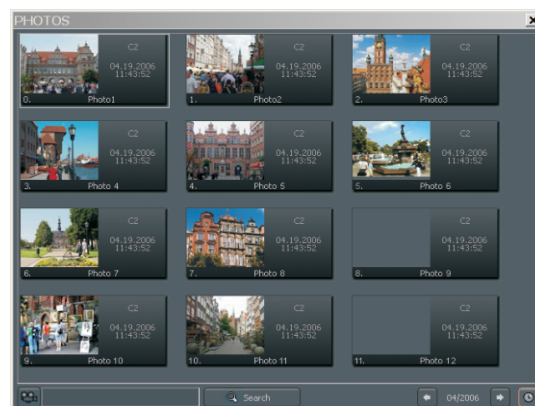 PHOTOS
C2
04.19.2006
11:43:52
0. Photo1
C2
04.19.2006
11:43:52
1. Photo2
C2
04.19.2006
11:43:52
2. Photo3
C2
04.19.2006
11:43:52
3. Photo 4
C2
04.19.2006
11:43:52
4. Photo 5
C2
04.19.2006
11:43:52
5. Photo 6
C2
04.19.2006
11:43:52
6. Photo 7
C2
04.19.2006
11:43:52
7. Photo 8
C2
04.19.2006
11:43:52
8. Photo 9
C2
04.19.2006
11:43:52
9. Photo 10
C2
04.19.2006
11:43:52
10. Photo 11
C2
04.19.2006
11:43:52
11. Photo 12
Search
04/2006